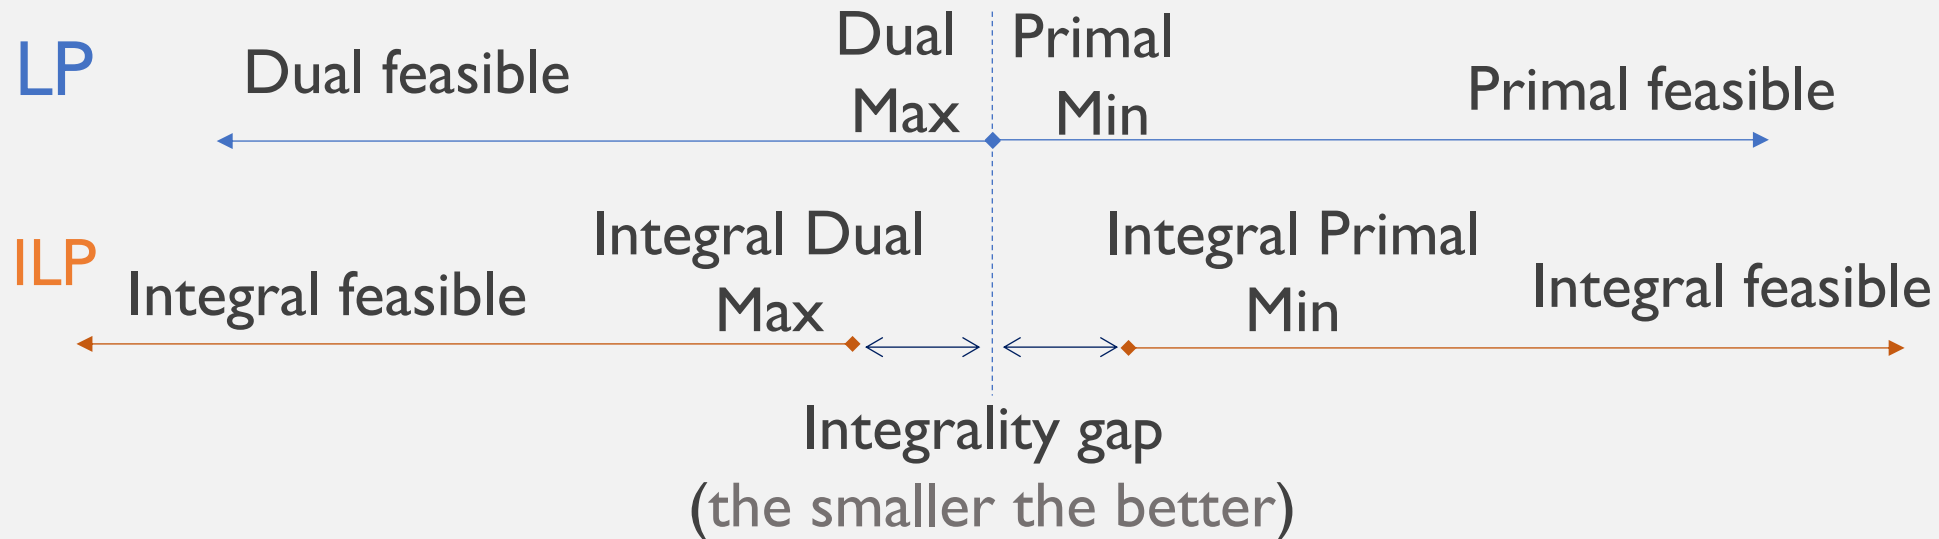 LP
Dual feasible
Dual
Max
Primal
Min
Primal feasible
ILP
Integral feasible
Integral Dual
Max
Integral Primal
Min
Integral feasible
Integrality gap
(the smaller the better)